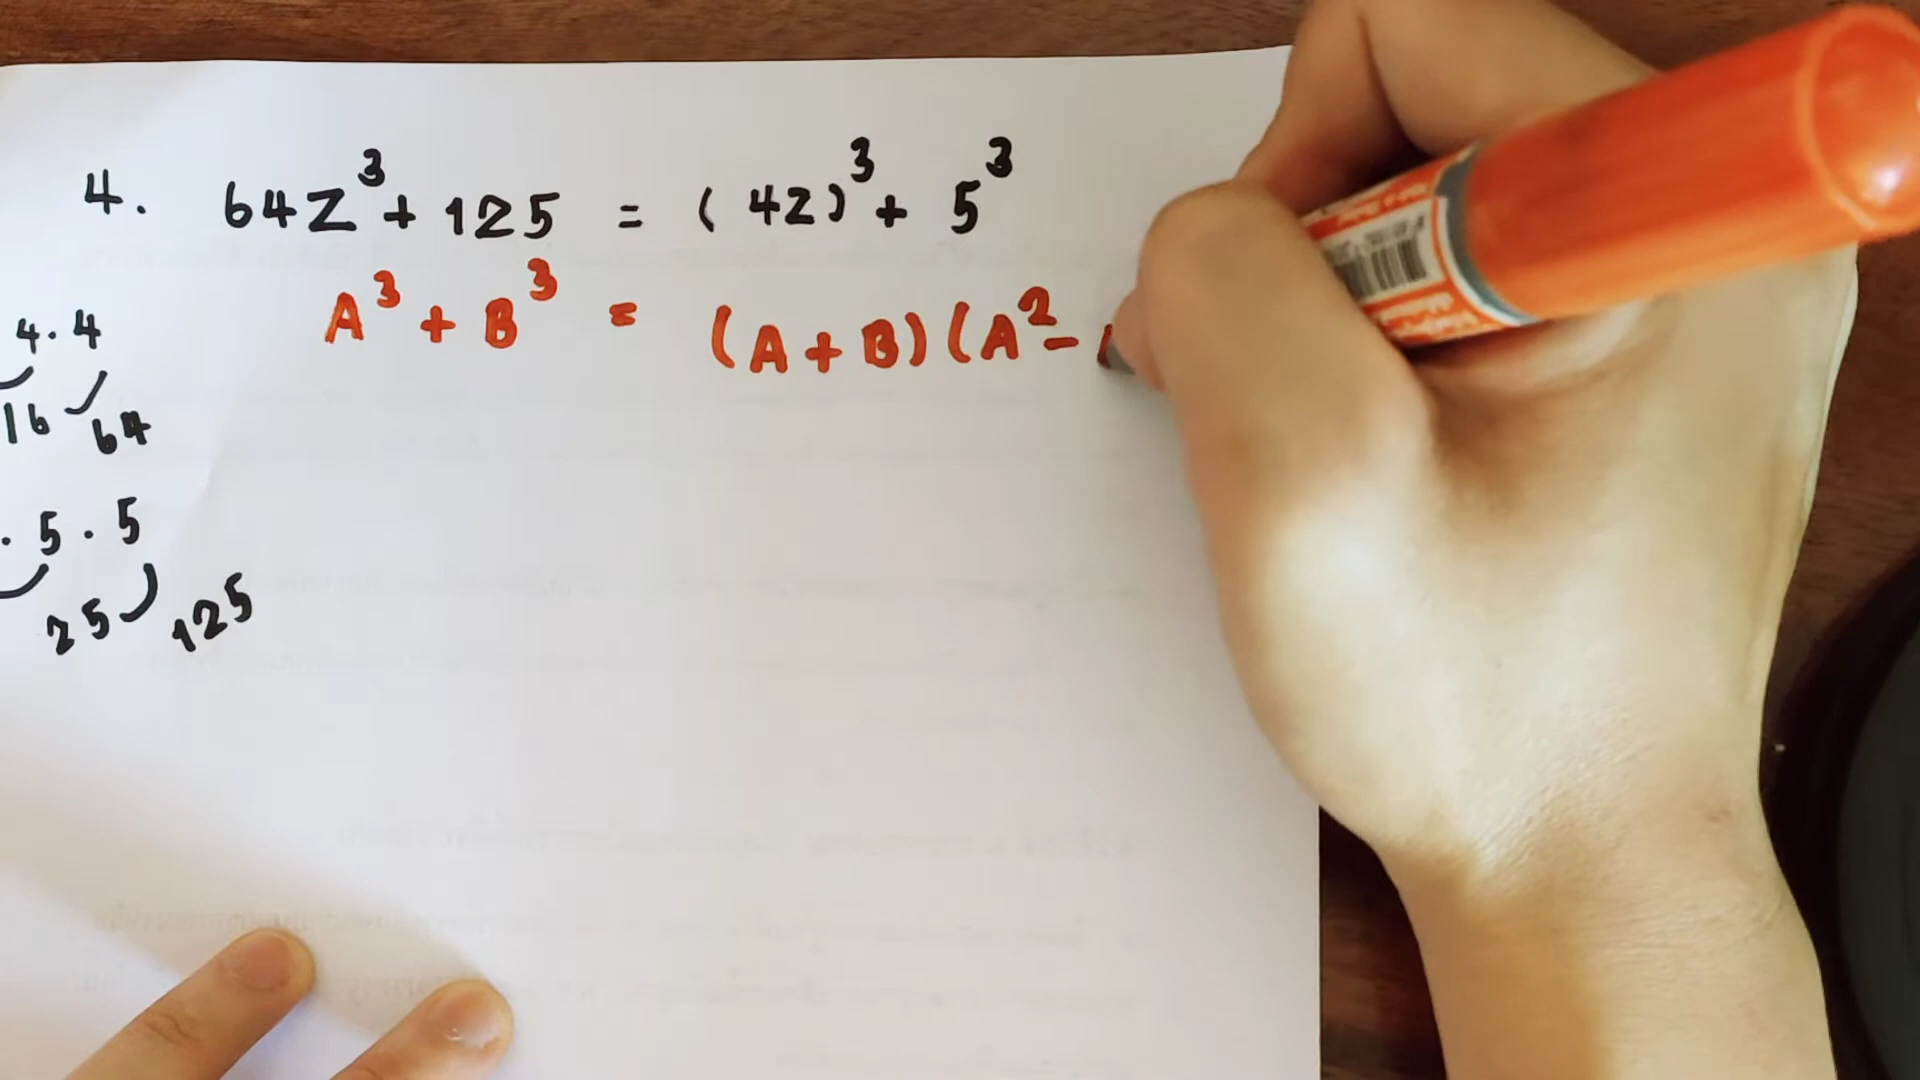 4. 64Z³ + 125 = (4Z)³ + 5³
A³ + B³ = (A + B)(A² -
4 . 4
16 64
. 5 . 5
25 125